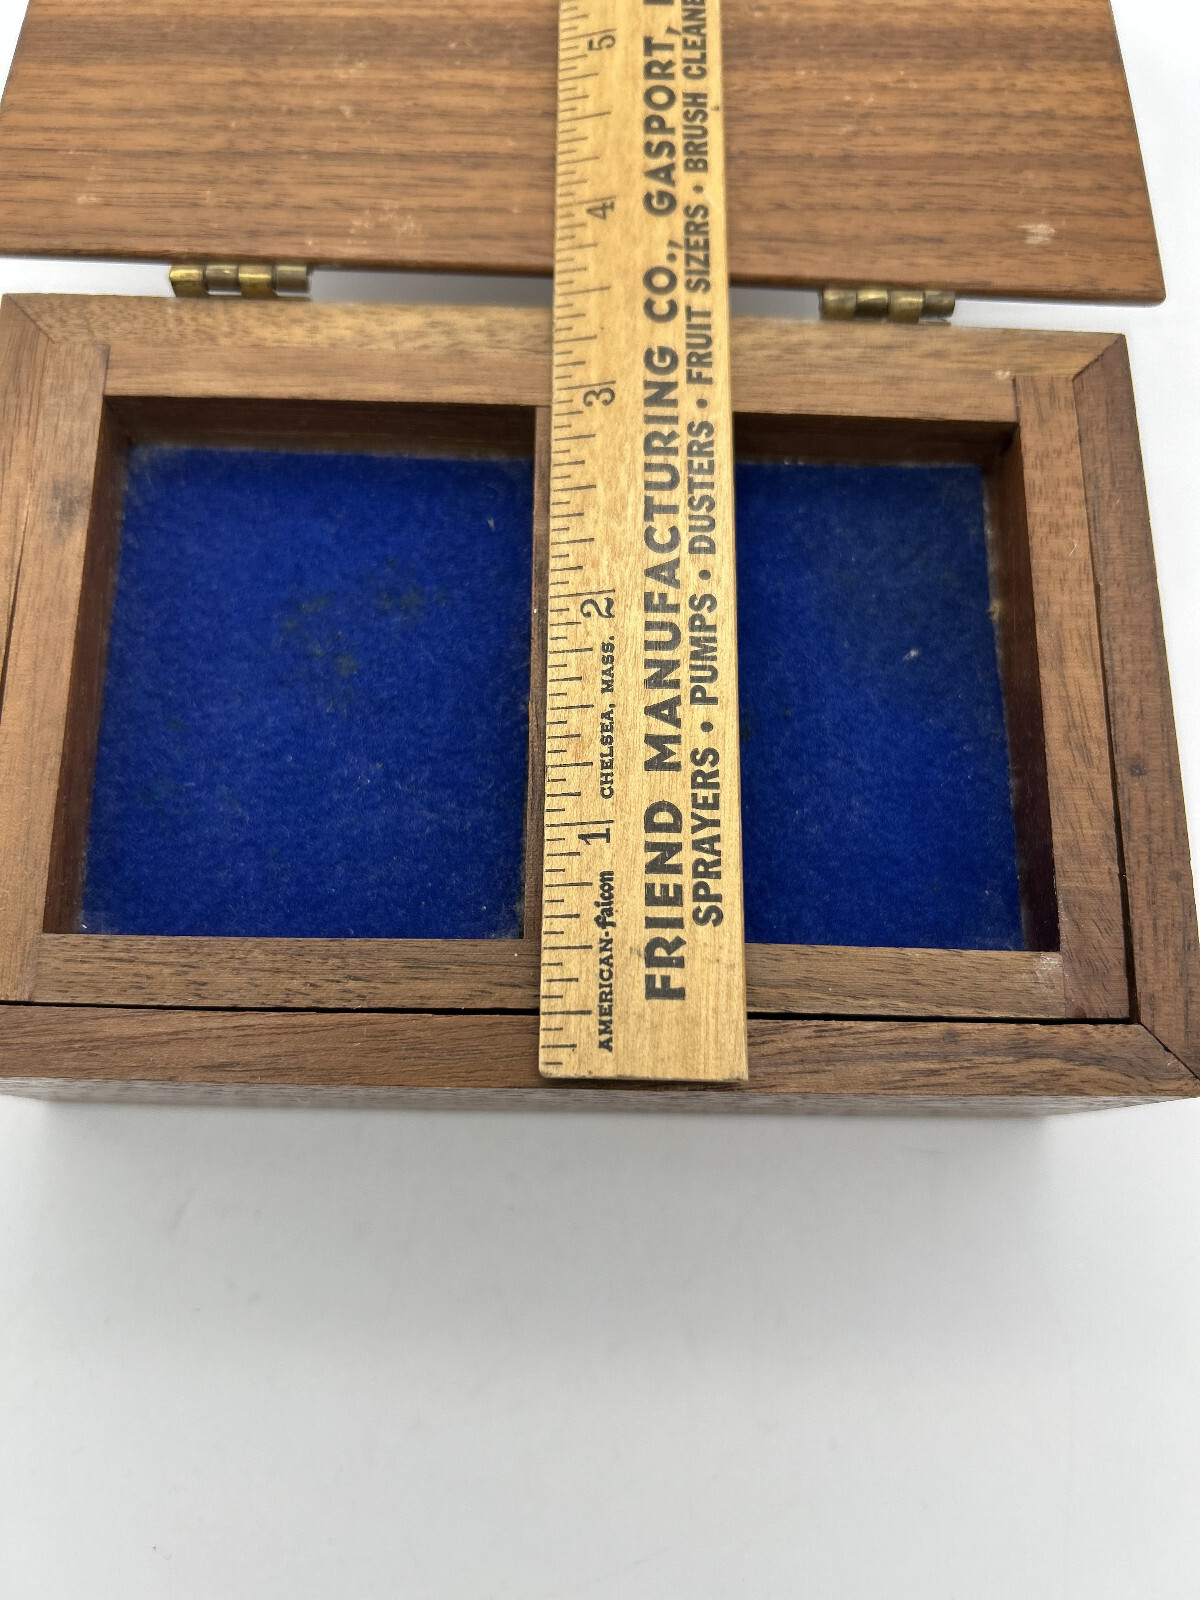 FRIEND MANUFACTURING CO., GASPORT,
SPRAYERS • PUMPS • DUSTERS • FRUIT SIZERS • BRUSH CLEANE
AMERICAN-falcon CHELSEA, MASS.
1 2 3 4 5